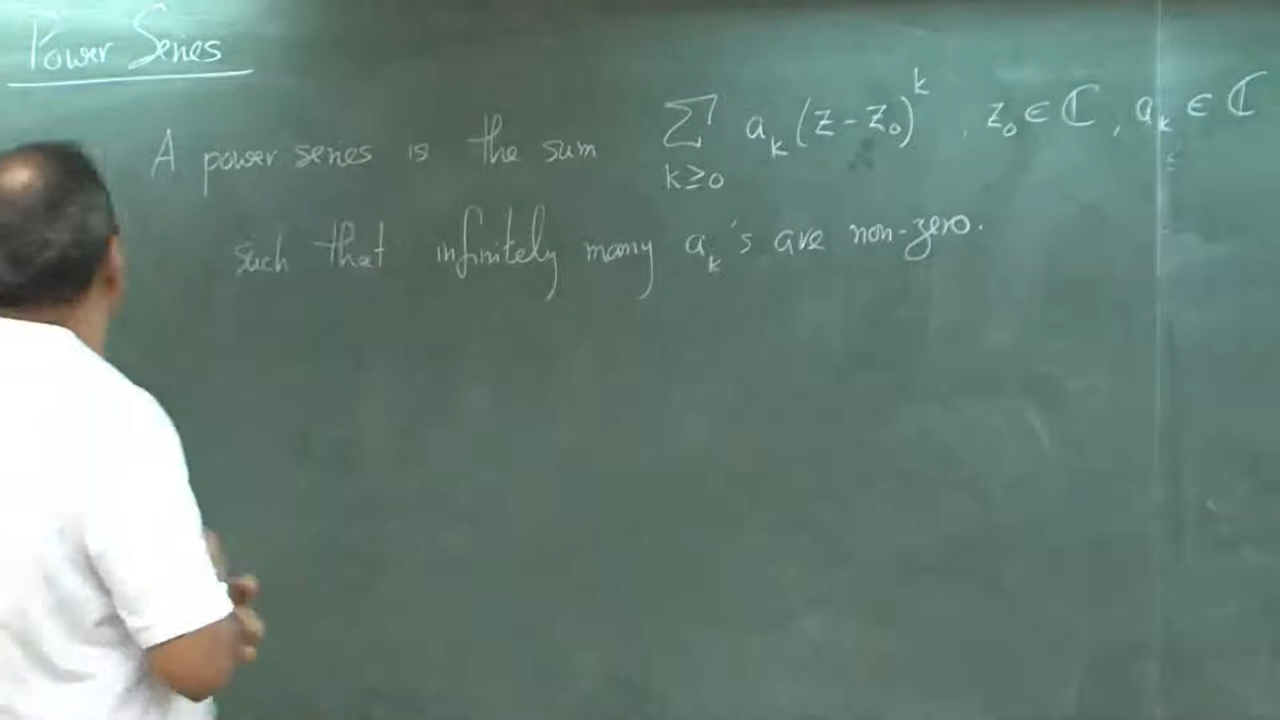 Power Series
A power series is the sum ∑_{k≥0} a_k (z - z_0)^k , z_0 ∈ ℂ, a_k ∈ ℂ
such that infinitely many a_k's are non-zero.